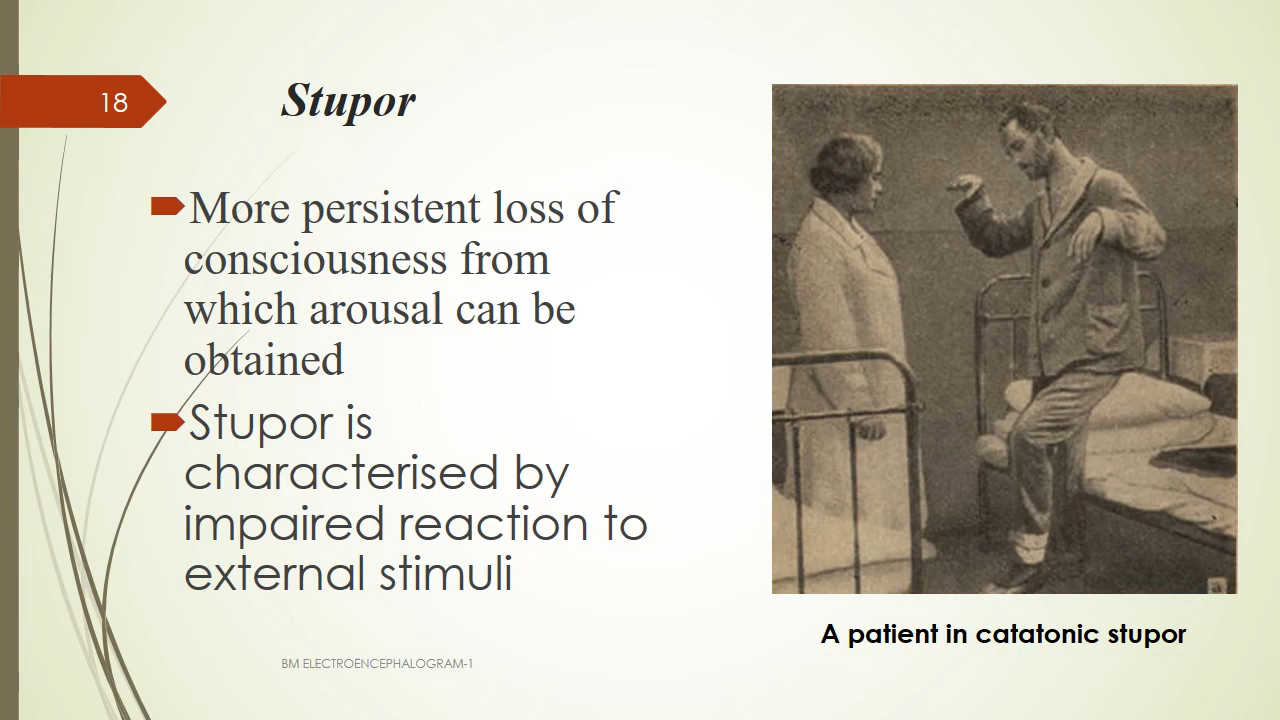 18
Stupor
More persistent loss of
consciousness from
which arousal can be
obtained
Stupor is
characterised by
impaired reaction to
external stimuli
A patient in catatonic stupor
BM ELECTROENCEPHALOGRAM-1